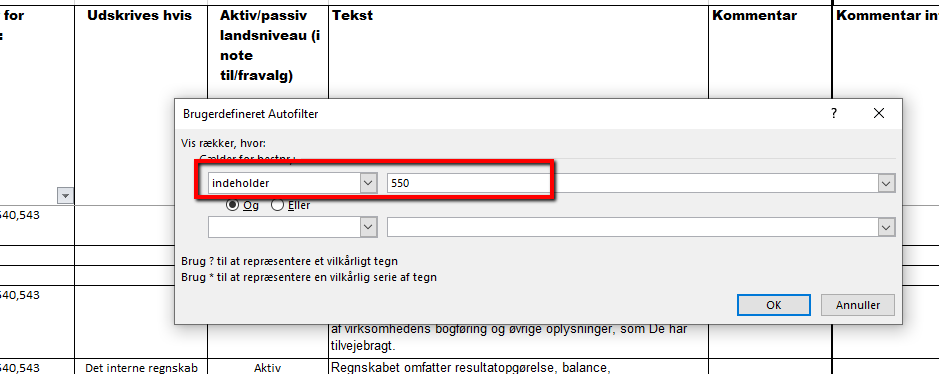 for Udskrives hvis Aktiv/passiv Tekst Kommentar Kommentar in
: landsniveau (i
note
til/fravalg)
Brugerdefineret Autofilter ? ×
Vis rækker, hvor:
Gælder for bestnr.:
indeholder 550
Og Eller
540,543
Brug ? til at repræsentere et vilkårligt tegn
Brug * til at repræsentere en vilkårlig serie af tegn
540,543
OK Annuller
af virksomhedens bogføring og øvrige oplysninger, som De har
tilvejebragt.
540,543 Det interne regnskab Aktiv Regnskabet omfatter resultatopgørelse, balance,